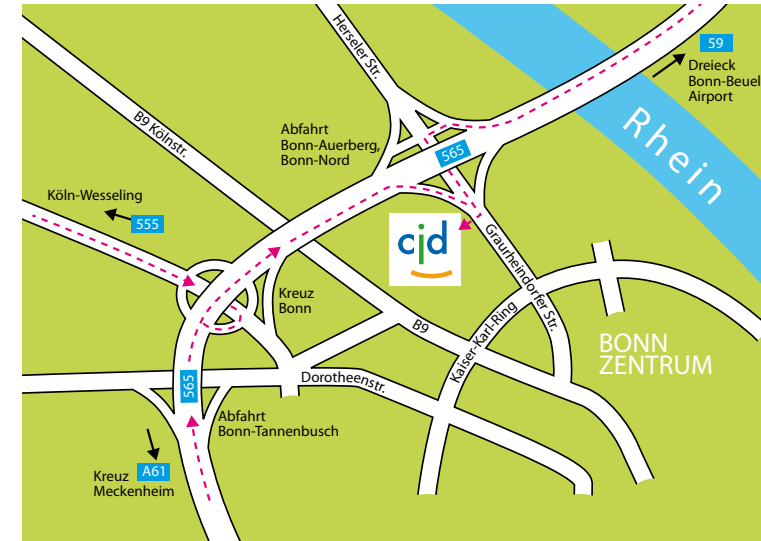 59
Dreieck
Bonn-Beuel
Airport
Herseler Str.
Rhein
B9 Kölnstr.
Abfahrt
Bonn-Auerberg,
Bonn-Nord
565
Köln-Wesseling
555
cjd
Graurheindorfer Str.
Kreuz
Bonn
B9
Kaiser-Karl-Ring
BONN
ZENTRUM
565
Dorotheenstr.
Abfahrt
Bonn-Tannenbusch
Kreuz A61
Meckenheim